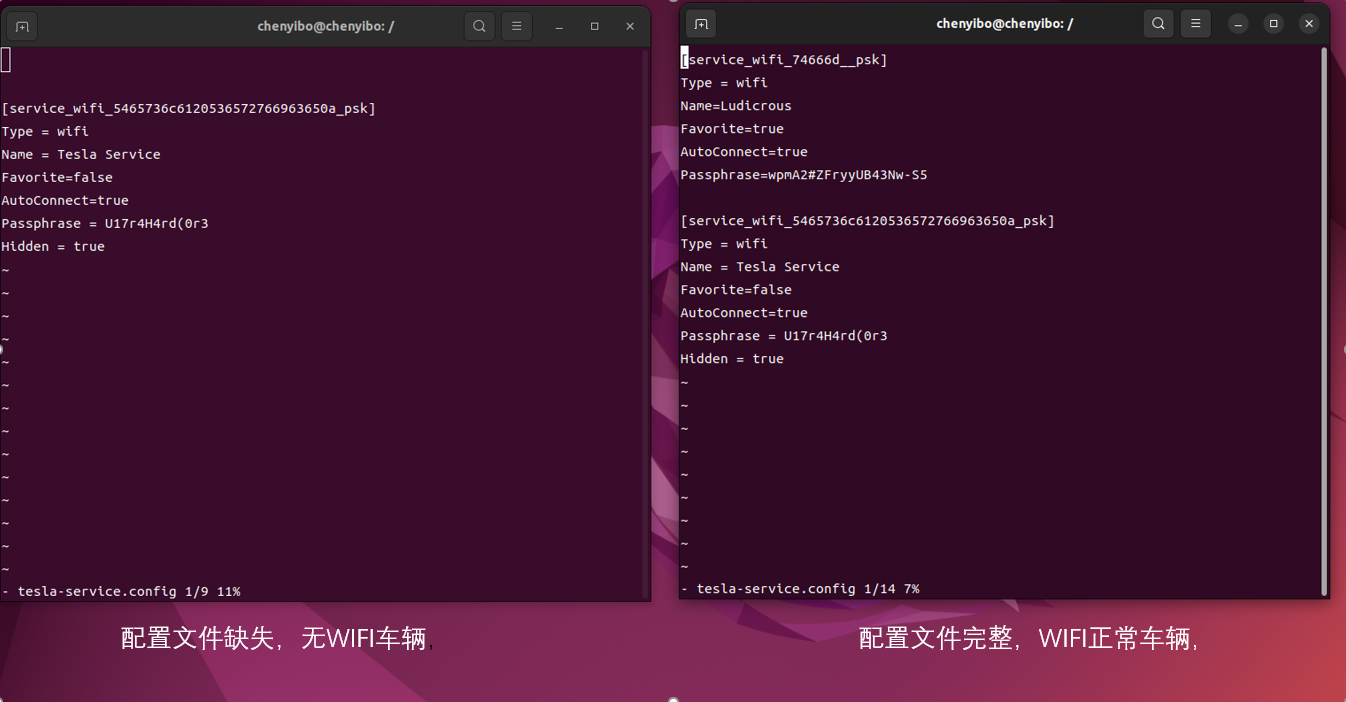 chenyibo@chenyibo: /
[service_wifi_5465736c6120536572766963650a_psk]
Type = wifi
Name = Tesla Service
Favorite=false
AutoConnect=true
Passphrase = U17r4H4rd(0r3
Hidden = true
~
~
~
~
~
~
~
~
~
~
~
~
~
~
- tesla-service.config 1/9 11%
配置文件缺失，无WIFI车辆，
chenyibo@chenyibo: /
[service_wifi_74666d__psk]
Type = wifi
Name=Ludicrous
Favorite=true
AutoConnect=true
Passphrase=wpmA2#ZFryyUB43Nw-S5
[service_wifi_5465736c6120536572766963650a_psk]
Type = wifi
Name = Tesla Service
Favorite=false
AutoConnect=true
Passphrase = U17r4H4rd(0r3
Hidden = true
~
~
~
~
~
~
~
~
~
- tesla-service.config 1/14 7%
配置文件完整，WIFI正常车辆，